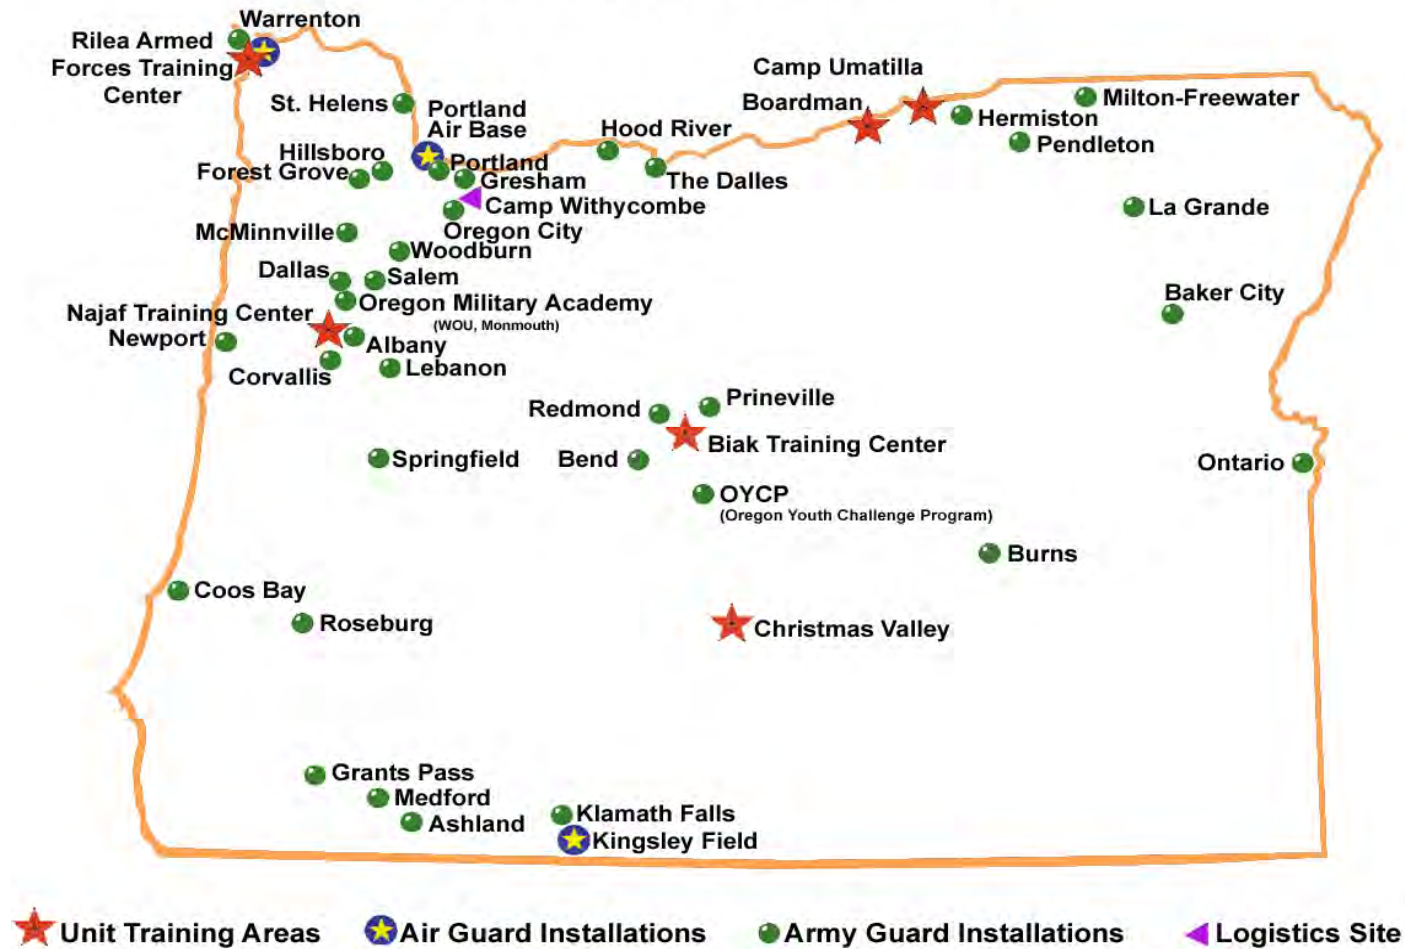 Warrenton
Rilea Armed
Forces Training
Center
St. Helens
Portland
Air Base
Hood River
Camp Umatilla
Boardman
Milton-Freewater
Hermiston
Pendleton
Hillsboro
Forest Grove
Portland
Gresham
The Dalles
Camp Withycombe
La Grande
McMinnville
Oregon City
Woodburn
Dallas
Salem
Baker City
Oregon Military Academy
(WOU, Monmouth)
Najaf Training Center
Newport
Albany
Corvallis
Lebanon
Redmond
Prineville
Biak Training Center
Springfield
Bend
Ontario
OYCP
(Oregon Youth Challenge Program)
Burns
Coos Bay
Roseburg
Christmas Valley
Grants Pass
Medford
Ashland
Klamath Falls
Kingsley Field
Unit Training Areas
Air Guard Installations
Army Guard Installations
Logistics Site